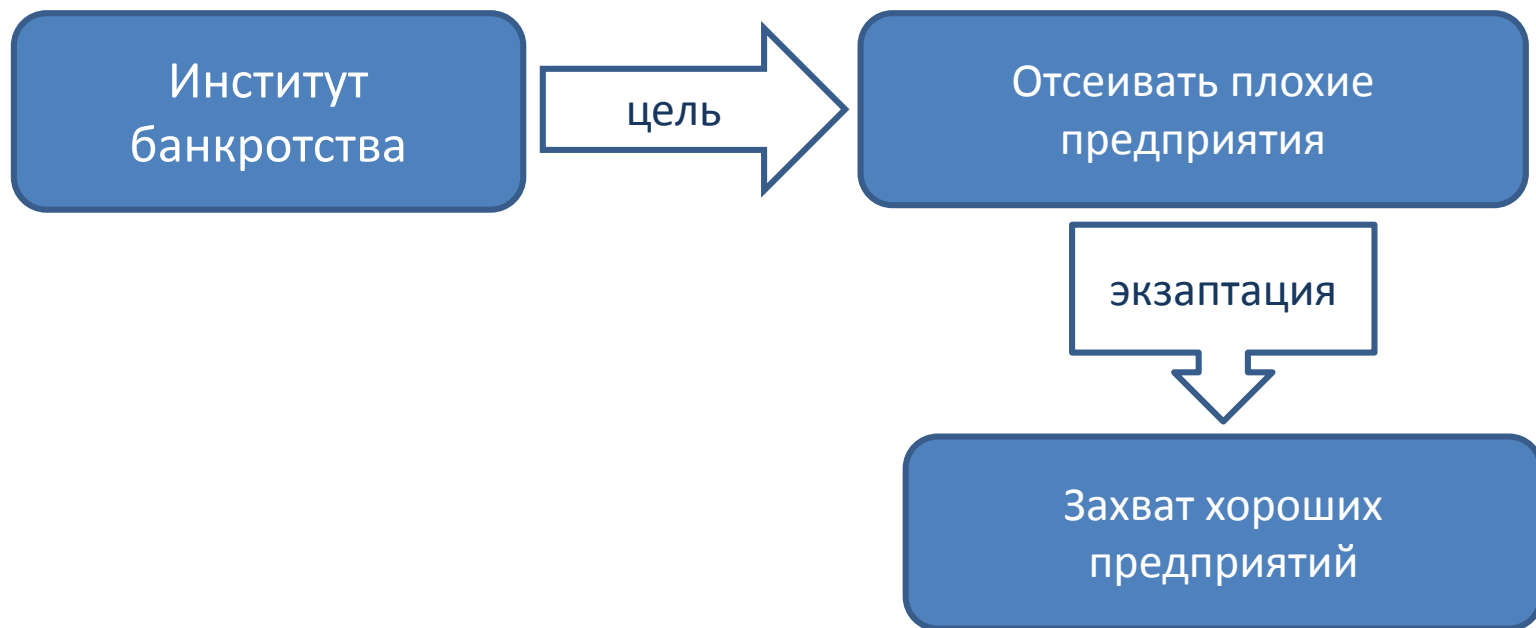 Институт
банкротства
цель
Отсеивать плохие
предприятия
экзаптация
Захват хороших
предприятий